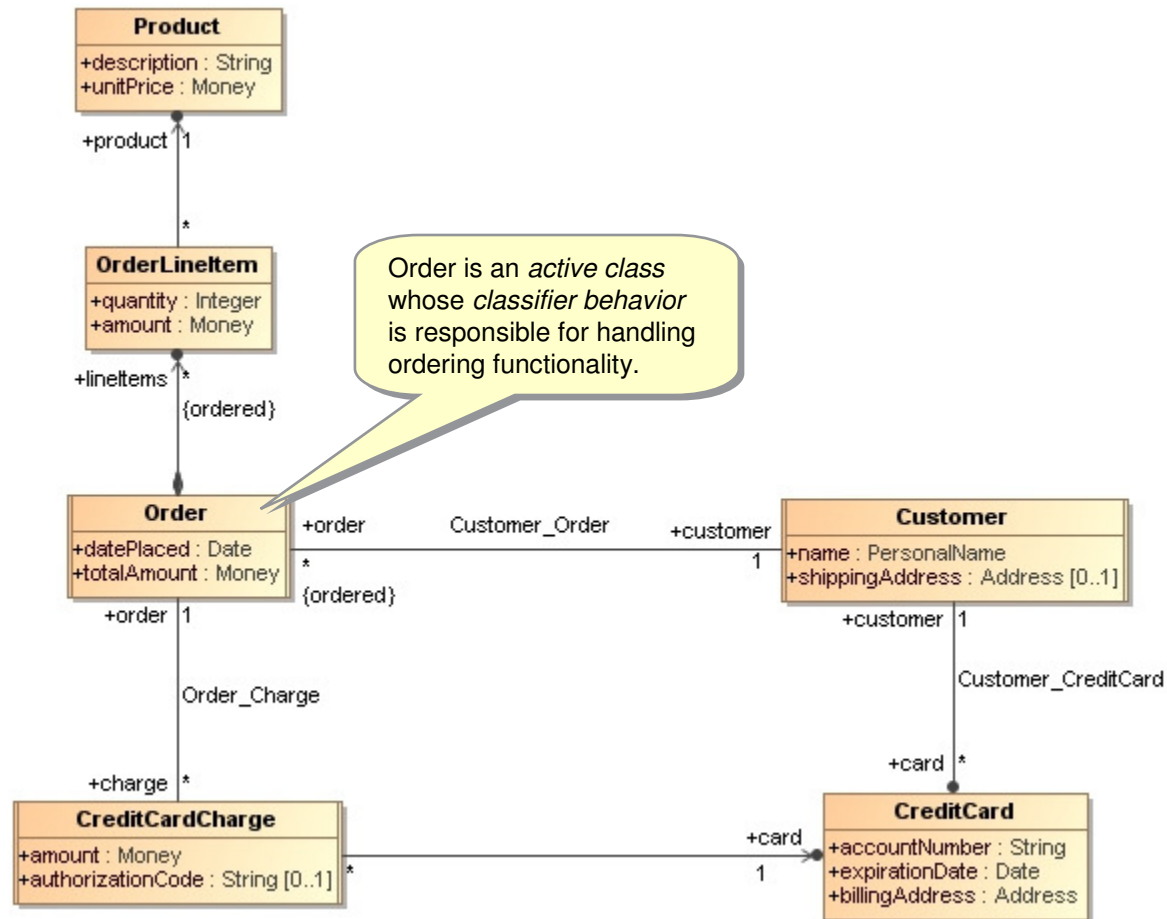 Product
+description : String
+unitPrice : Money
+product 1
*
OrderLineItem
+quantity : Integer
+amount : Money
+lineItems *
{ordered}
Order is an active class
whose classifier behavior
is responsible for handling
ordering functionality.
Order
+datePlaced : Date
+totalAmount : Money
+order Customer_Order +customer
* 1
{ordered}
Customer
+name : PersonalName
+shippingAddress : Address [0..1]
+order 1
+customer 1
Order_Charge
Customer_CreditCard
+charge *
+card *
CreditCardCharge
+amount : Money
+authorizationCode : String [0..1]
*
+card
1
CreditCard
+accountNumber : String
+expirationDate : Date
+billingAddress : Address